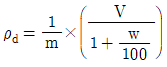 ρd = 1/m × ( V / (1 + w/100) )